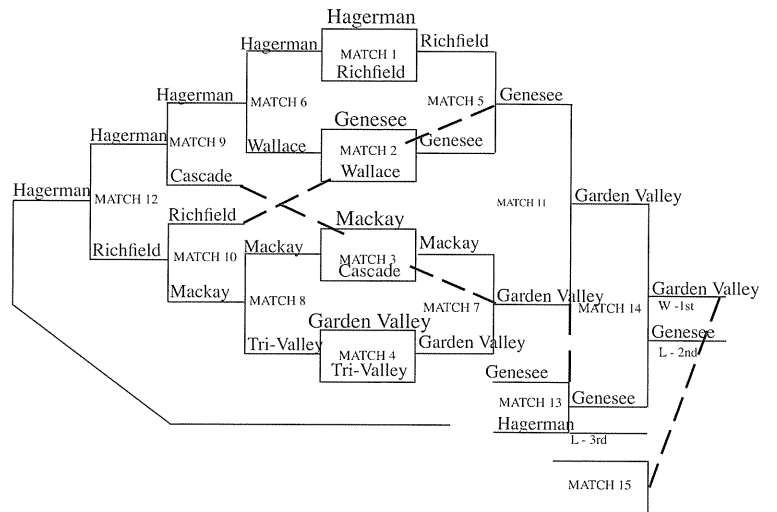 Hagerman
Hagerman
MATCH 1
Richfield
Richfield
Hagerman
MATCH 6
MATCH 5
Genesee
Genesee
Hagerman
MATCH 9
Wallace
MATCH 2
Wallace
Genesee
Cascade
Hagerman
MATCH 12
MATCH 11
Garden Valley
Richfield
Mackay
Richfield
MATCH 10
Mackay
MATCH 3
Cascade
Mackay
Mackay
MATCH 8
MATCH 7
Garden Valley
MATCH 14
Garden Valley
W -1st
Garden Valley
Tri-Valley
MATCH 4
Tri-Valley
Garden Valley
Genesee
L - 2nd
Genesee
MATCH 13
Genesee
Hagerman
L - 3rd
MATCH 15